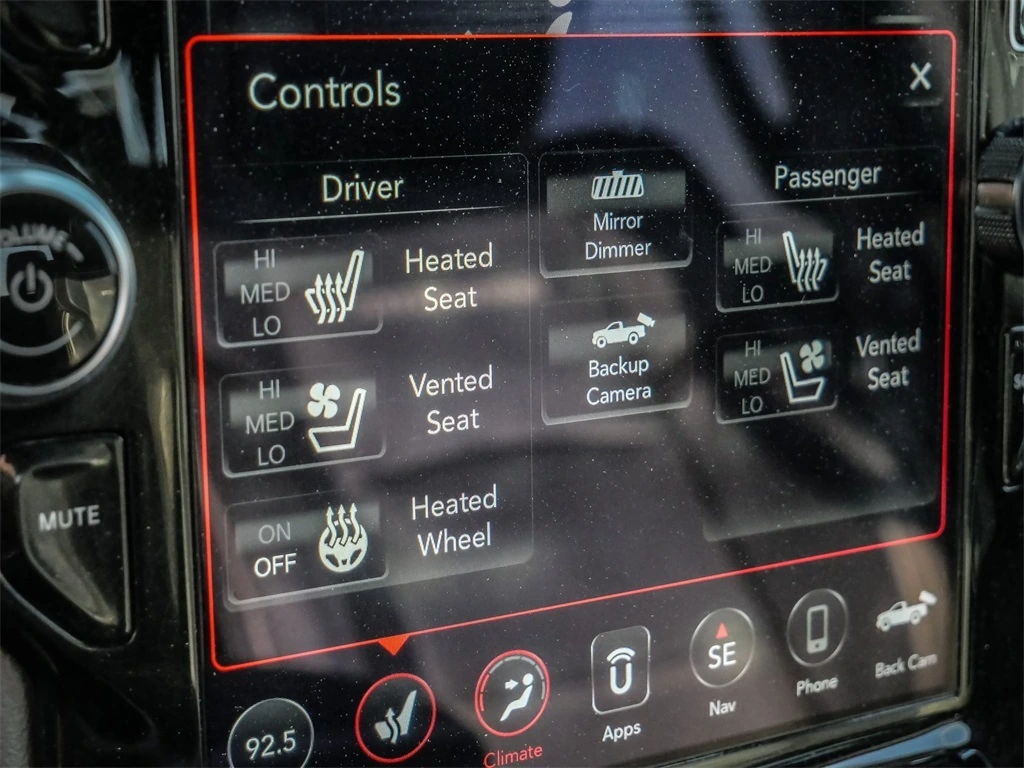 Controls
X
Driver
HI
MED
LO
Heated
Seat
HI
MED
LO
Vented
Seat
ON
OFF
Heated
Wheel
Mirror
Dimmer
Backup
Camera
Passenger
HI
MED
LO
Heated
Seat
HI
MED
LO
Vented
Seat
VOLUME
MUTE
92.5
Climate
Apps
SE
Nav
Phone
Back Cam